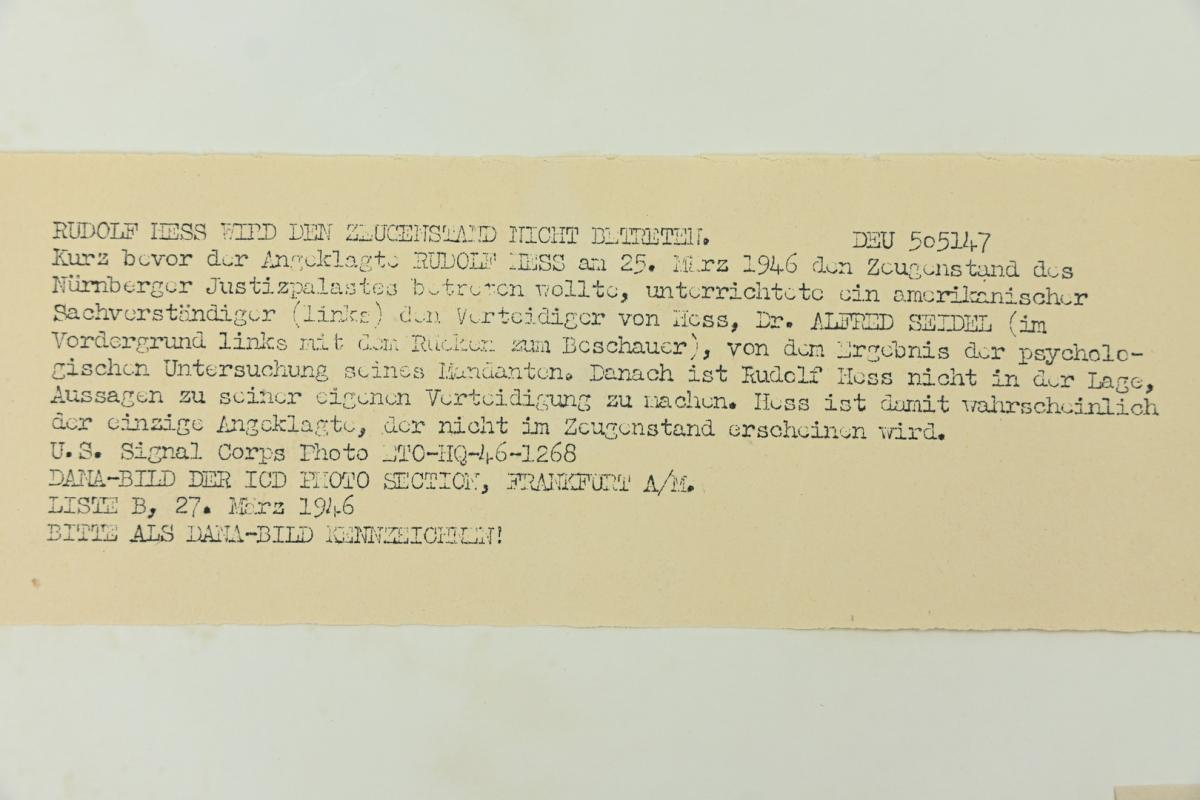 RUDOLF HESS WIRD DEN ZEUGENSTAND NICHT BETRETEN. DEU 505147
Kurz bevor der Angeklagte RUDOLF HESS am 25. März 1946 den Zeugenstand des
Nürnberger Justizpalastes betreten wollte, unterrichtete ein amerikanischer
Sachverständiger (links) den Verteidiger von Hess, Dr. ALFRED SEIDEL (im
Vordergrund links mit dem Rücken zum Beschauer), von dem Ergebnis der psycholo-
gischen Untersuchung seines Mandanten. Danach ist Rudolf Hess nicht in der Lage,
Aussagen zu seiner eigenen Verteidigung zu machen. Hess ist damit wahrscheinlich
der einzige Angeklagte, der nicht im Zeugenstand erscheinen wird.
U.S. Signal Corps Photo ETO-HQ-46-1268
DANA-BILD DER ICD PHOTO SECTION, FRANKFURT A/M.
LISTE B, 27. März 1946
BITTE ALS DANA-BILD KENNZEICHNEN!